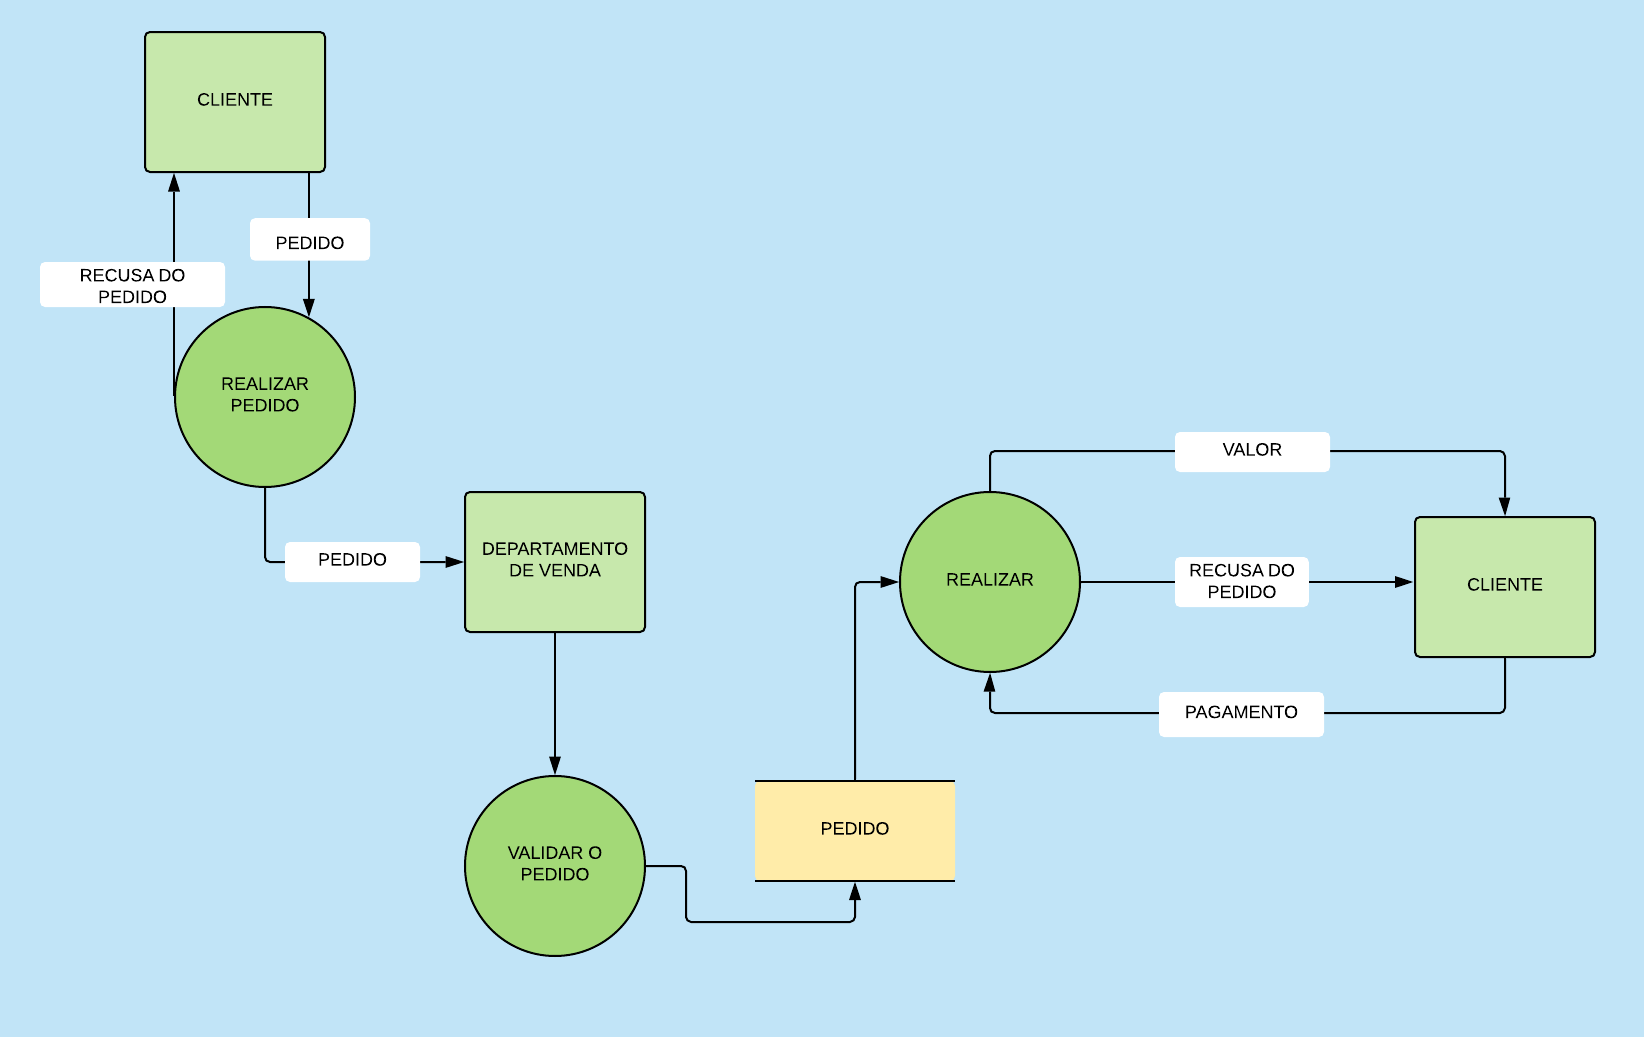 CLIENTE
PEDIDO
RECUSA DO
PEDIDO
REALIZAR
PEDIDO
PEDIDO
DEPARTAMENTO
DE VENDA
VALIDAR O
PEDIDO
PEDIDO
REALIZAR
VALOR
RECUSA DO
PEDIDO
CLIENTE
PAGAMENTO